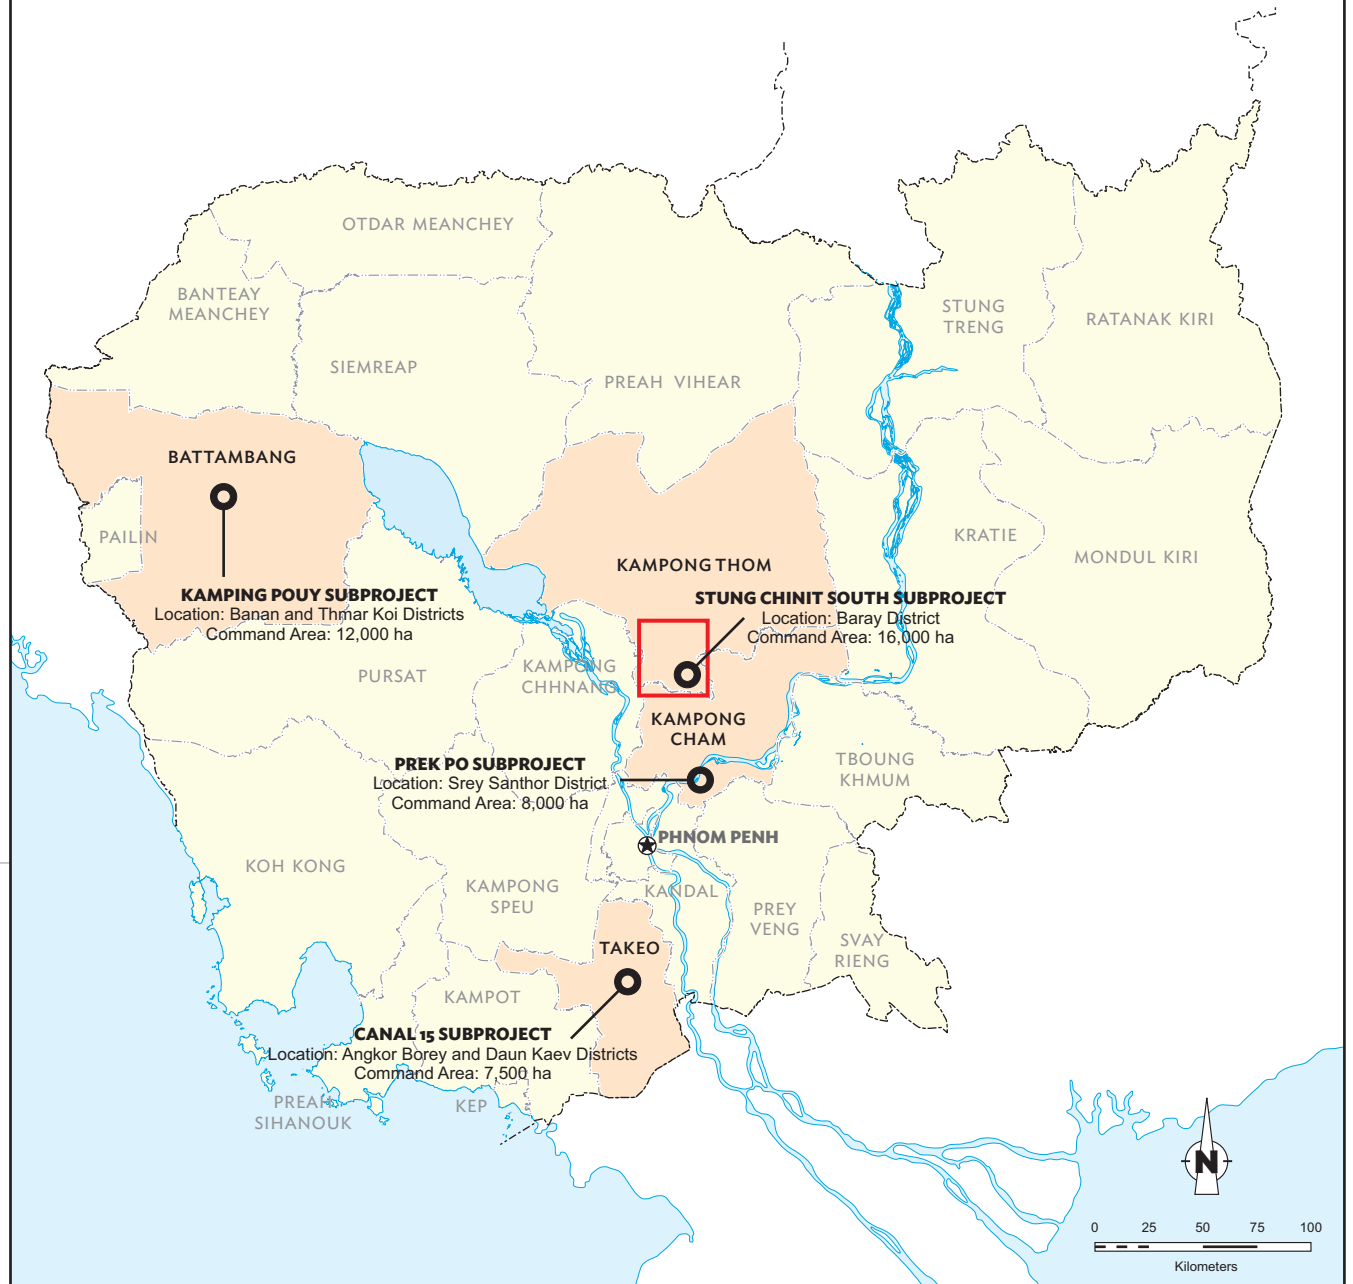 OTDAR MEANCHEY
BANTEAY
MEANCHEY
STUNG
TRENG
RATANAK KIRI
SIEMREAP
PREAH VIHEAR
BATTAMBANG
PAILIN
KRATIE
MONDUL KIRI
KAMPONG THOM
KAMPING POUY SUBPROJECT
Location: Banan and Thmar Koi Districts
Command Area: 12,000 ha
STUNG CHINIT SOUTH SUBPROJECT
Location: Baray District
Command Area: 16,000 ha
PURSAT
KAMPONG
CHHNANG
KAMPONG
CHAM
PREK PO SUBPROJECT
Location: Srey Santhor District
Command Area: 8,000 ha
TBOUNG
KHMUM
PHNOM PENH
KOH KONG
KAMPONG
SPEU
KANDAL
PREY
VENG
SVAY
RIENG
TAKEO
KAMPOT
CANAL 15 SUBPROJECT
Location: Angkor Borey and Daun Kaev Districts
Command Area: 7,500 ha
PREAH
SIHANOUK
KEP
N
0 25 50 75 100
Kilometers